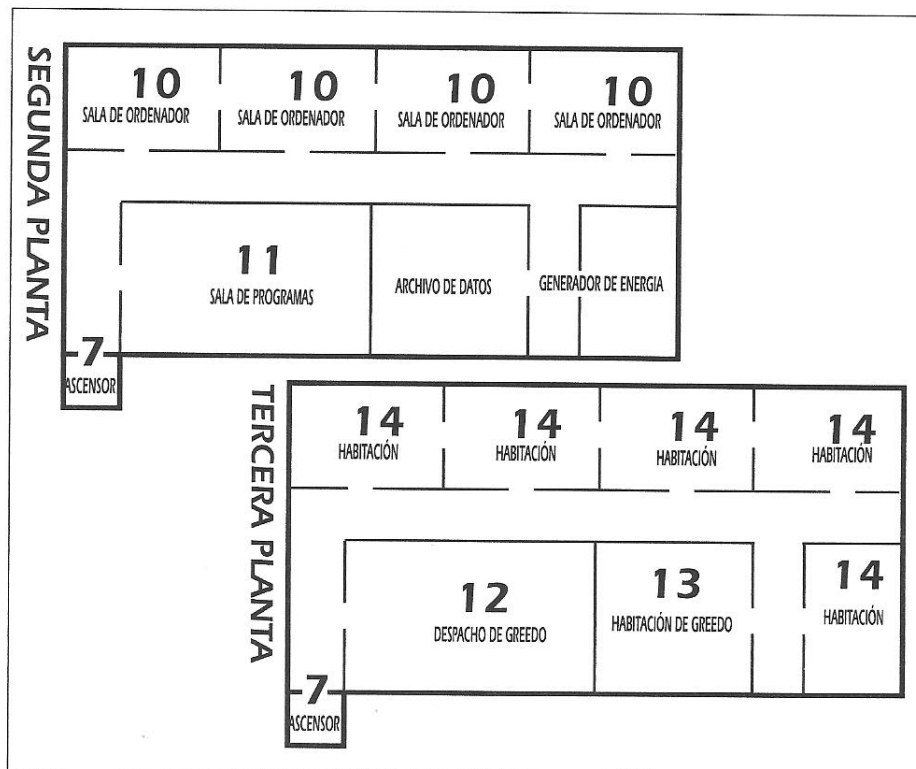 SEGUNDA PLANTA
10
SALA DE ORDENADOR
10
SALA DE ORDENADOR
10
SALA DE ORDENADOR
10
SALA DE ORDENADOR
11
SALA DE PROGRAMAS
ARCHIVO DE DATOS
GENERADOR DE ENERGIA
7
ASCENSOR
TERCERA PLANTA
14
HABITACIÓN
14
HABITACIÓN
14
HABITACIÓN
14
HABITACIÓN
12
DESPACHO DE GREEDO
13
HABITACIÓN DE GREEDO
14
HABITACIÓN
7
ASCENSOR